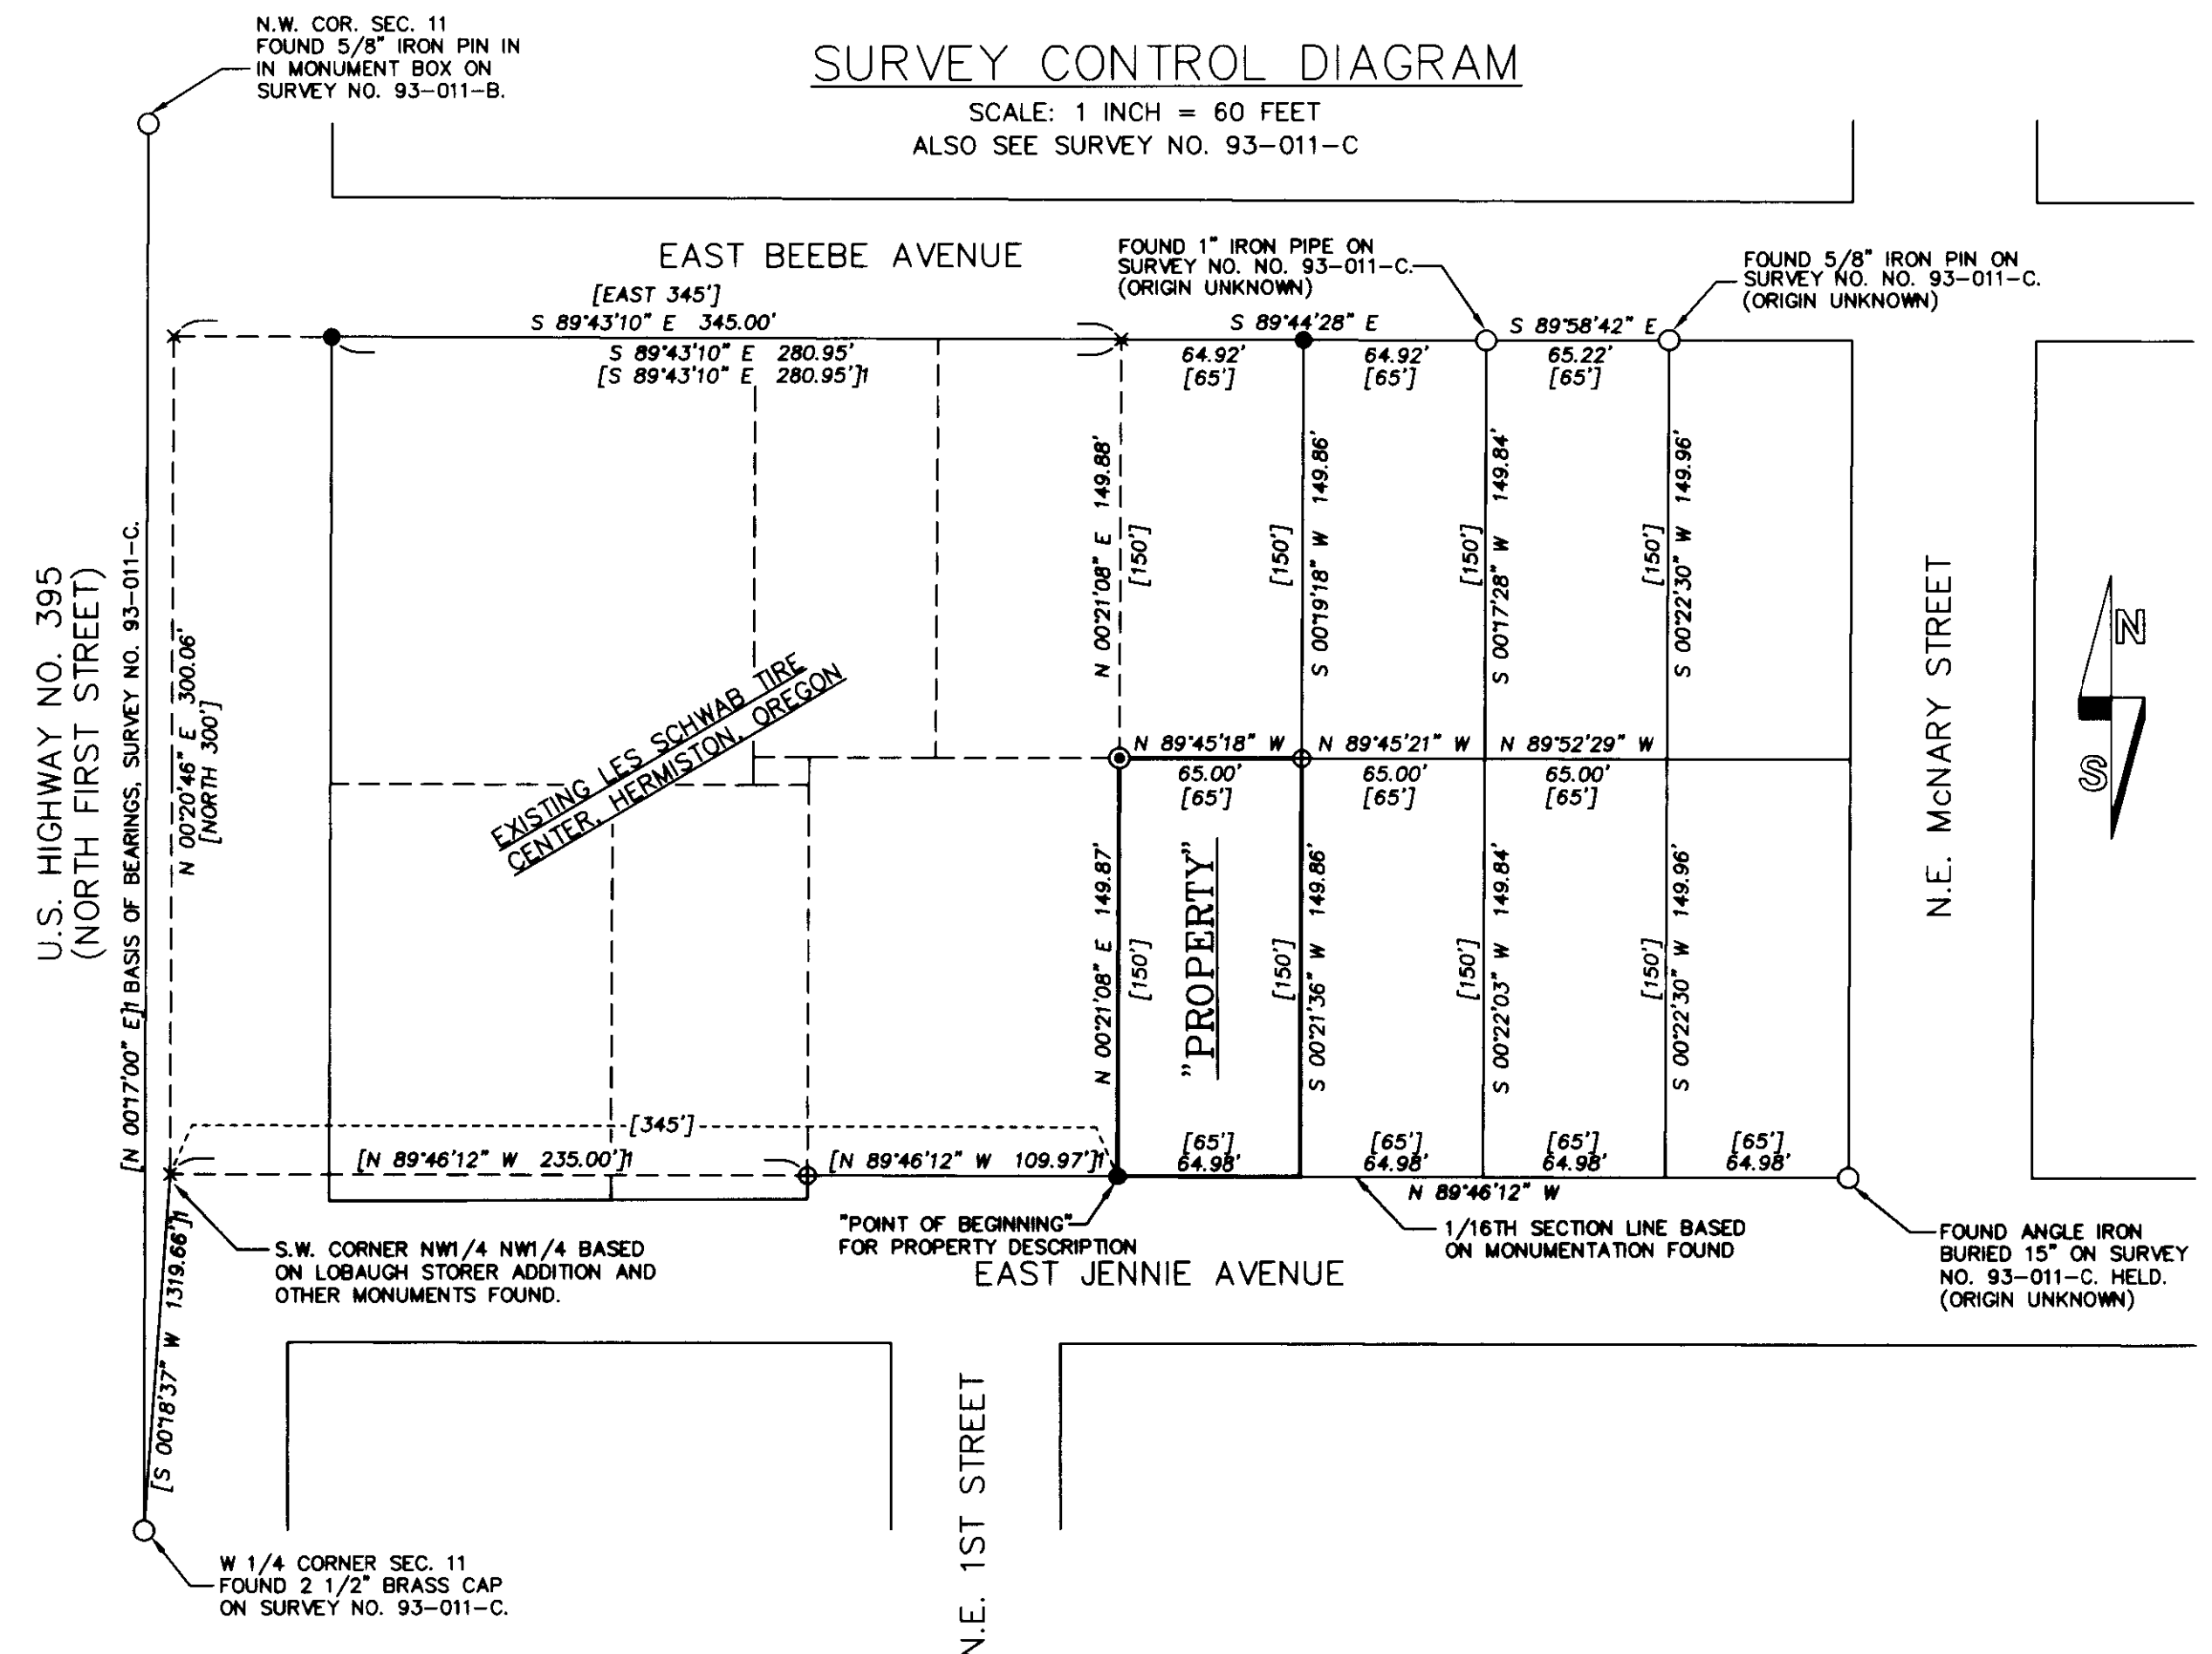 N.W. COR. SEC. 11
FOUND 5/8" IRON PIN IN
IN MONUMENT BOX ON
SURVEY NO. 93-011-B.
SURVEY CONTROL DIAGRAM
SCALE: 1 INCH = 60 FEET
ALSO SEE SURVEY NO. 93-011-C
EAST BEEBE AVENUE
FOUND 1" IRON PIPE ON
SURVEY NO. NO. 93-011-C.
(ORIGIN UNKNOWN)
FOUND 5/8" IRON PIN ON
SURVEY NO. NO. 93-011-C.
(ORIGIN UNKNOWN)
[EAST 345']
S 89°43'10" E 345.00'
S 89°43'10" E 280.95'
[S 89°43'10" E 280.95']1
S 89°44'28" E
S 89°58'42" E
64.92'
[65']
64.92'
[65']
65.22'
[65']
U.S. HIGHWAY NO. 395
(NORTH FIRST STREET)
[N 00°17'00" E]1 BASIS OF BEARINGS, SURVEY NO. 93-011-C.
N 00°20'46" E 300.06'
[NORTH 300']
EXISTING LES SCHWAB TIRE
CENTER, HERMISTON, OREGON
N 00°21'08" E 149.88'
[150']
[150']
S 00°19'18" W 149.86'
[150']
S 00°17'28" W 149.84'
[150']
S 00°22'30" W 149.96'
N.E. McNARY STREET
N
S
N 89°45'18" W
65.00'
[65']
N 89°45'21" W
65.00'
[65']
N 89°52'29" W
65.00'
[65']
N 00°21'08" E 149.87'
[150']
"PROPERTY"
[150']
S 00°21'36" W 149.86'
[150']
S 00°22'03" W 149.84'
[150']
S 00°22'30" W 149.96'
[345']
[N 89°46'12" W 235.00']1
[N 89°46'12" W 109.97']1
[65']
64.98'
[65']
64.98'
[65']
64.98'
[65']
64.98'
N 89°46'12" W
"POINT OF BEGINNING"
FOR PROPERTY DESCRIPTION
1/16TH SECTION LINE BASED
ON MONUMENTATION FOUND
FOUND ANGLE IRON
BURIED 15" ON SURVEY
NO. 93-011-C. HELD.
(ORIGIN UNKNOWN)
S.W. CORNER NW1/4 NW1/4 BASED
ON LOBAUGH STORER ADDITION AND
OTHER MONUMENTS FOUND.
EAST JENNIE AVENUE
[S 00°18'37" W 1319.66']1
N.E. 1ST STREET
W 1/4 CORNER SEC. 11
FOUND 2 1/2" BRASS CAP
ON SURVEY NO. 93-011-C.